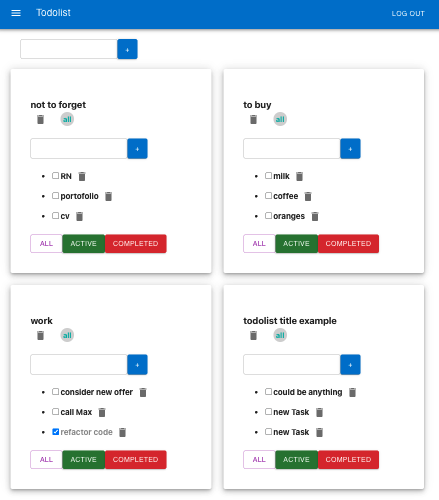 Todolist LOG OUT
+
not to forget
all
+
RN
portofolio
cv
ALL ACTIVE COMPLETED
to buy
all
+
milk
coffee
oranges
ALL ACTIVE COMPLETED
work
all
+
consider new offer
call Max
refactor code
ALL ACTIVE COMPLETED
todolist title example
all
+
could be anything
new Task
new Task
ALL ACTIVE COMPLETED